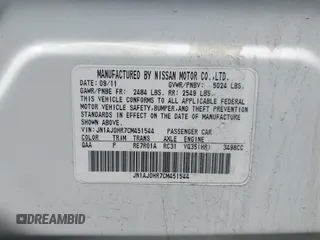 MANUFACTURED BY NISSAN MOTOR CO.,LTD.
DATE: 09/11 GVWR/PNBV: 5024 LBS.
GAWR/PNBE FR: 2484 LBS. RR: 2549 LBS.
THIS VEHICLE CONFORMS TO ALL APPLICABLE
FEDERAL MOTOR VEHICLE
SAFETY,BUMPER,AND THEFT PREVENTION
STANDARDS IN EFFECT ON THE DATE OF
MANUFACTURE SHOWN ABOVE.
VIN: JN1AJ0HR7CM451544 PASSENGER CAR
COLOR TRIM TRANS AXLE ENGINE
QAA P RE7R01A RC31 VQ35(HR) 3498CC
JN1AJ0HR7CM451544
© DREAMBID